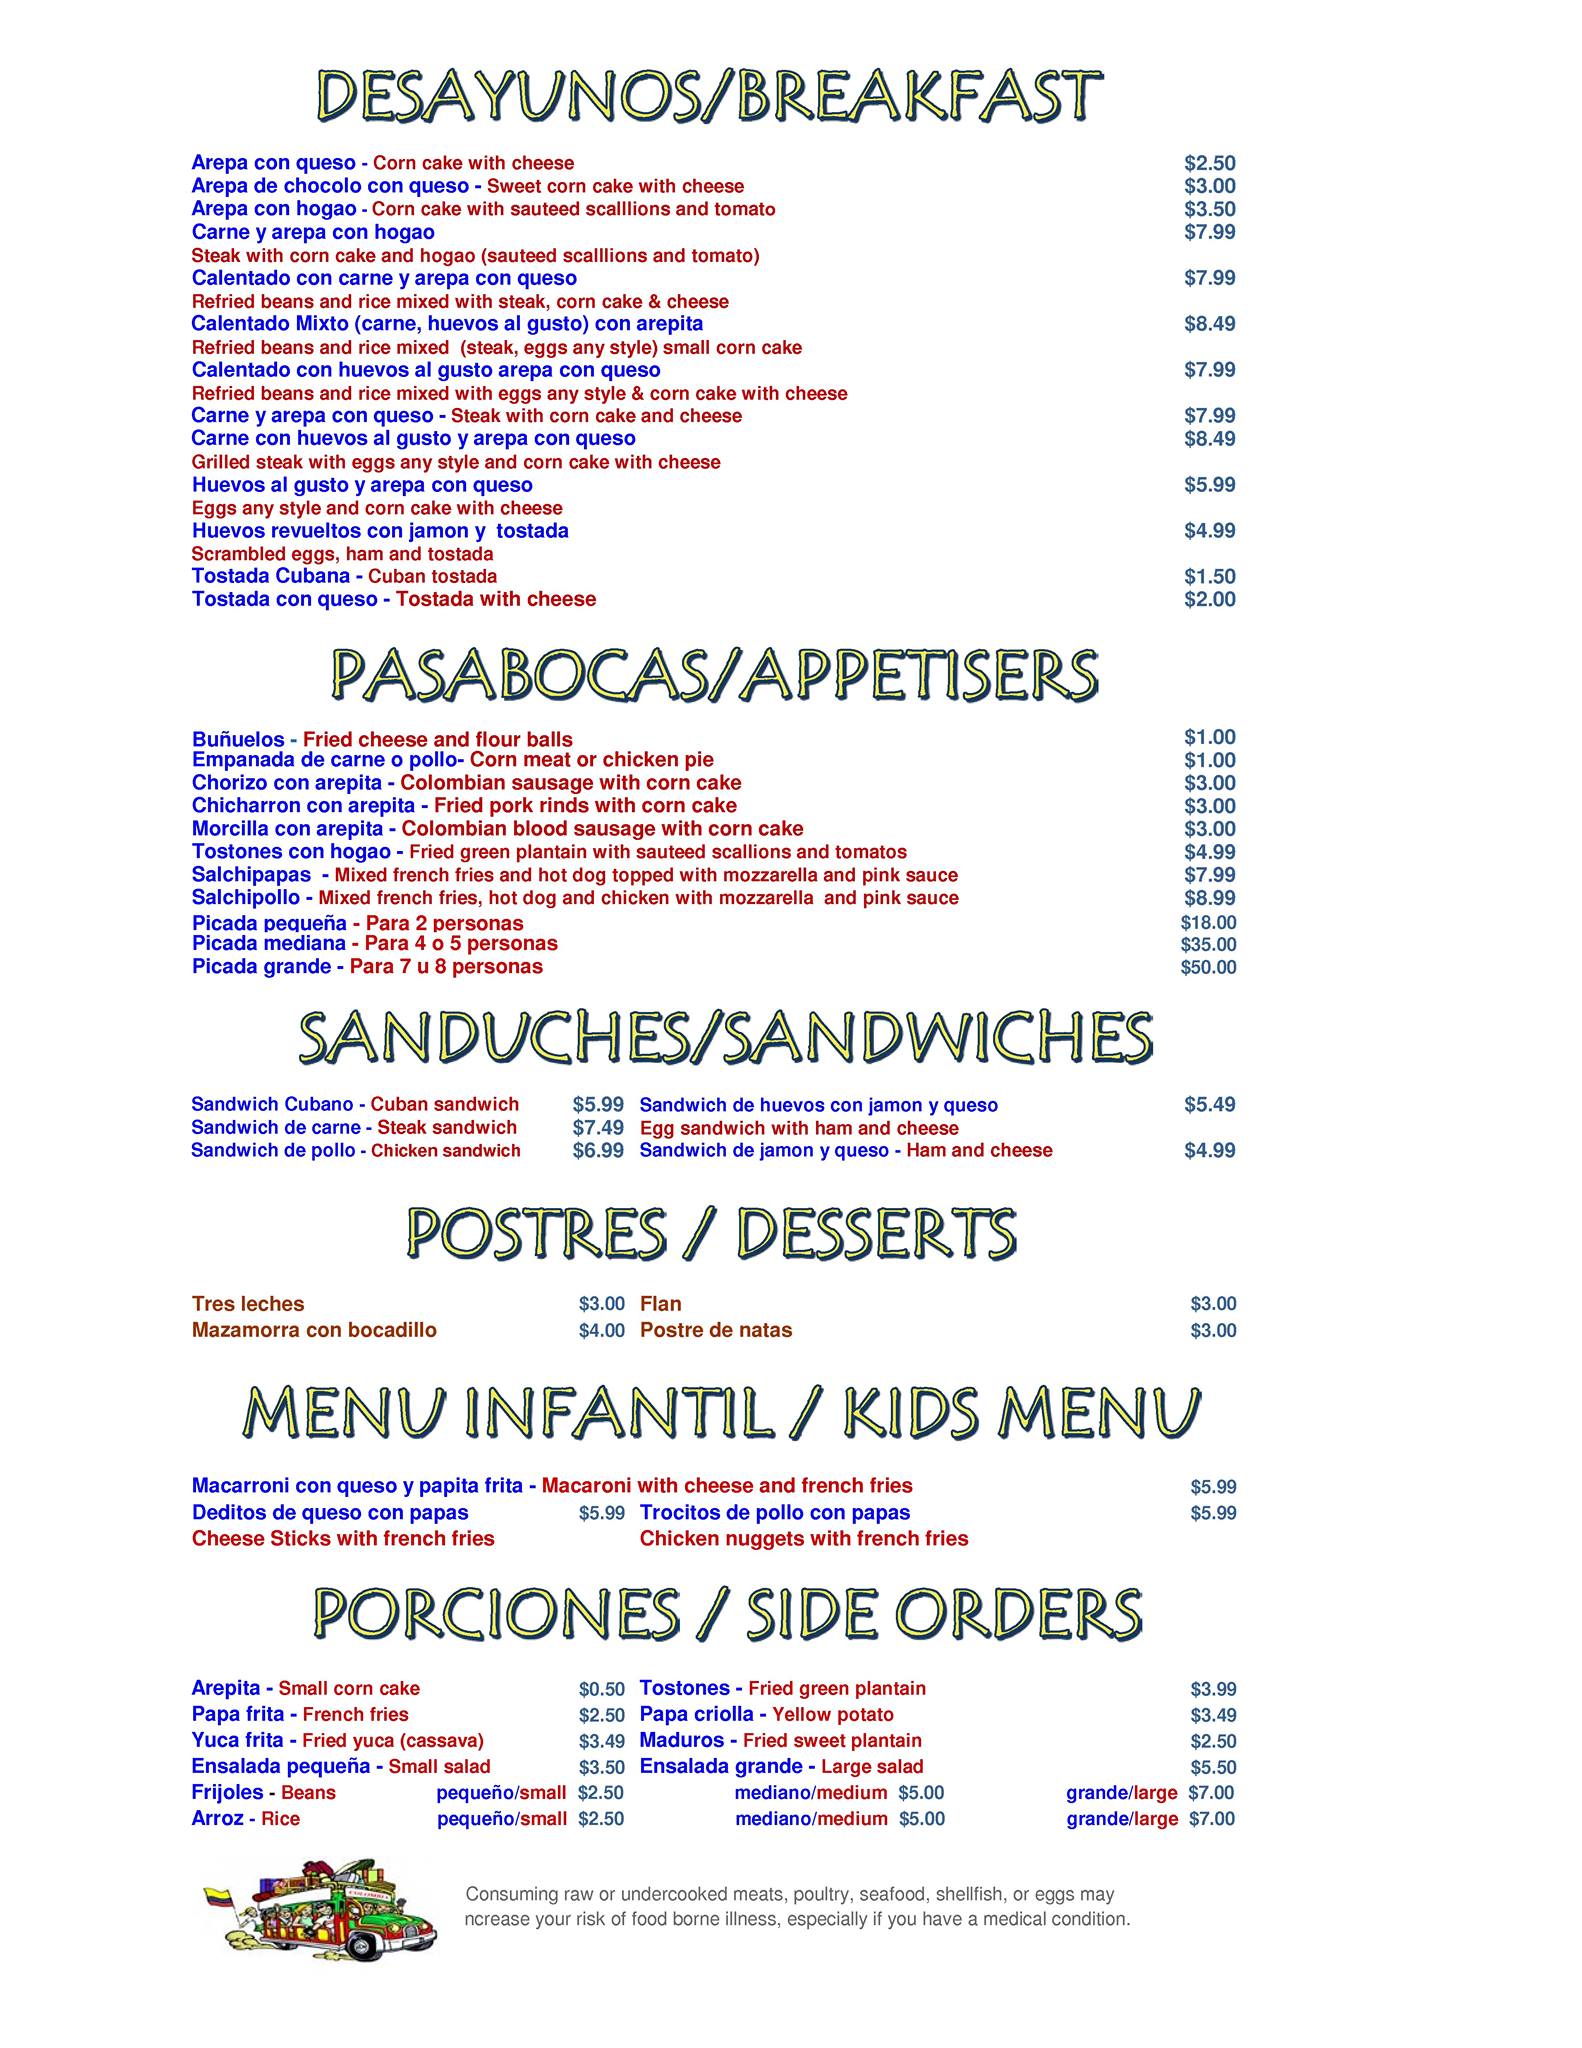 DESAYUNOS/BREAKFAST
Arepa con queso - Corn cake with cheese $2.50
Arepa de chocolo con queso - Sweet corn cake with cheese $3.00
Arepa con hogao - Corn cake with sauteed scalllions and tomato $3.50
Carne y arepa con hogao $7.99
Steak with corn cake and hogao (sauteed scalllions and tomato)
Calentado con carne y arepa con queso $7.99
Refried beans and rice mixed with steak, corn cake & cheese
Calentado Mixto (carne, huevos al gusto) con arepita $8.49
Refried beans and rice mixed (steak, eggs any style) small corn cake
Calentado con huevos al gusto arepa con queso $7.99
Refried beans and rice mixed with eggs any style & corn cake with cheese
Carne y arepa con queso - Steak with corn cake and cheese $7.99
Carne con huevos al gusto y arepa con queso $8.49
Grilled steak with eggs any style and corn cake with cheese
Huevos al gusto y arepa con queso $5.99
Eggs any style and corn cake with cheese
Huevos revueltos con jamon y tostada $4.99
Scrambled eggs, ham and tostada
Tostada Cubana - Cuban tostada $1.50
Tostada con queso - Tostada with cheese $2.00
PASABOCAS/APPETISERS
Buñuelos - Fried cheese and flour balls $1.00
Empanada de carne o pollo- Corn meat or chicken pie $1.00
Chorizo con arepita - Colombian sausage with corn cake $3.00
Chicharron con arepita - Fried pork rinds with corn cake $3.00
Morcilla con arepita - Colombian blood sausage with corn cake $3.00
Tostones con hogao - Fried green plantain with sauteed scallions and tomatos $4.99
Salchipapas - Mixed french fries and hot dog topped with mozzarella and pink sauce $7.99
Salchipollo - Mixed french fries, hot dog and chicken with mozzarella and pink sauce $8.99
Picada pequeña - Para 2 personas $18.00
Picada mediana - Para 4 o 5 personas $35.00
Picada grande - Para 7 u 8 personas $50.00
SANDUCHES/SANDWICHES
Sandwich Cubano - Cuban sandwich $5.99 Sandwich de huevos con jamon y queso $5.49
Sandwich de carne - Steak sandwich $7.49 Egg sandwich with ham and cheese
Sandwich de pollo - Chicken sandwich $6.99 Sandwich de jamon y queso - Ham and cheese $4.99
POSTRES / DESSERTS
Tres leches $3.00 Flan $3.00
Mazamorra con bocadillo $4.00 Postre de natas $3.00
MENU INFANTIL / KIDS MENU
Macarroni con queso y papita frita - Macaroni with cheese and french fries $5.99
Deditos de queso con papas $5.99 Trocitos de pollo con papas $5.99
Cheese Sticks with french fries Chicken nuggets with french fries
PORCIONES / SIDE ORDERS
Arepita - Small corn cake $0.50 Tostones - Fried green plantain $3.99
Papa frita - French fries $2.50 Papa criolla - Yellow potato $3.49
Yuca frita - Fried yuca (cassava) $3.49 Maduros - Fried sweet plantain $2.50
Ensalada pequeña - Small salad $3.50 Ensalada grande - Large salad $5.50
Frijoles - Beans pequeño/small $2.50 mediano/medium $5.00 grande/large $7.00
Arroz - Rice pequeño/small $2.50 mediano/medium $5.00 grande/large $7.00
COLOMBIA
Consuming raw or undercooked meats, poultry, seafood, shellfish, or eggs may
ncrease your risk of food borne illness, especially if you have a medical condition.